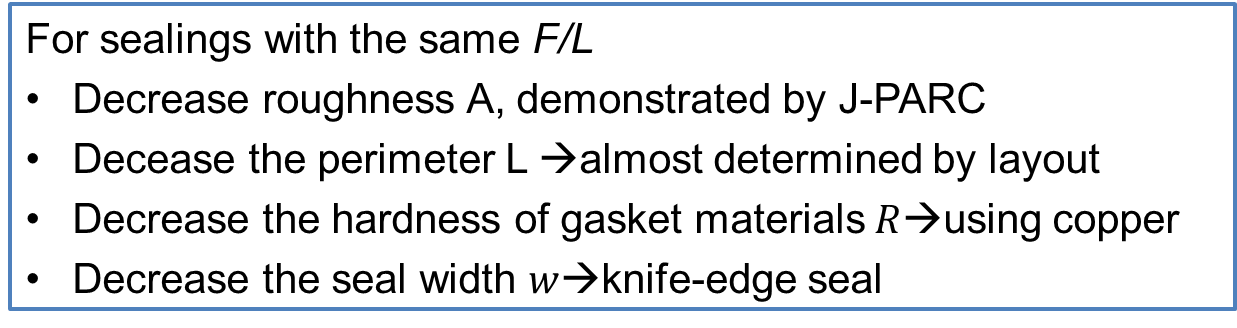 For sealings with the same F/L
• Decrease roughness A, demonstrated by J-PARC
• Decease the perimeter L →almost determined by layout
• Decrease the hardness of gasket materials R→using copper
• Decrease the seal width w→knife-edge seal